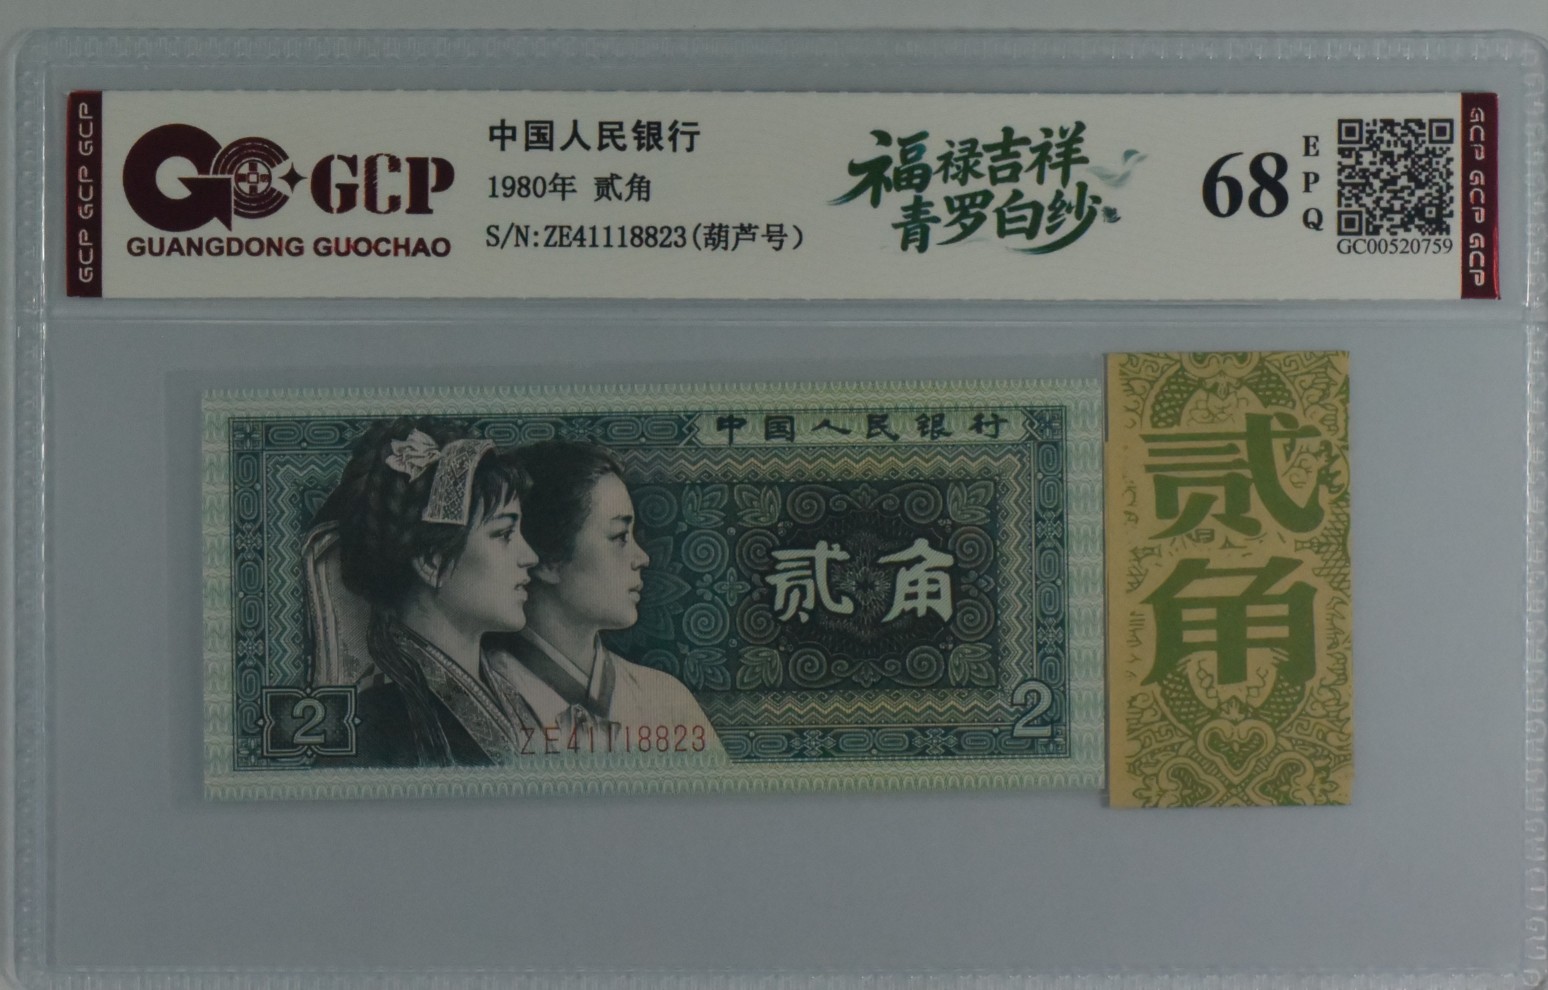 GCP GCP GCP
GCP
GUANGDONG GUOCHAO
中国人民银行
1980年 贰角
S/N:ZE41118823(葫芦号)
福禄吉祥
青罗白纱
68
EPQ
GC00520759
GCP GCP GCP
中国人民银行
贰角
2
2
ZE41118823
贰角